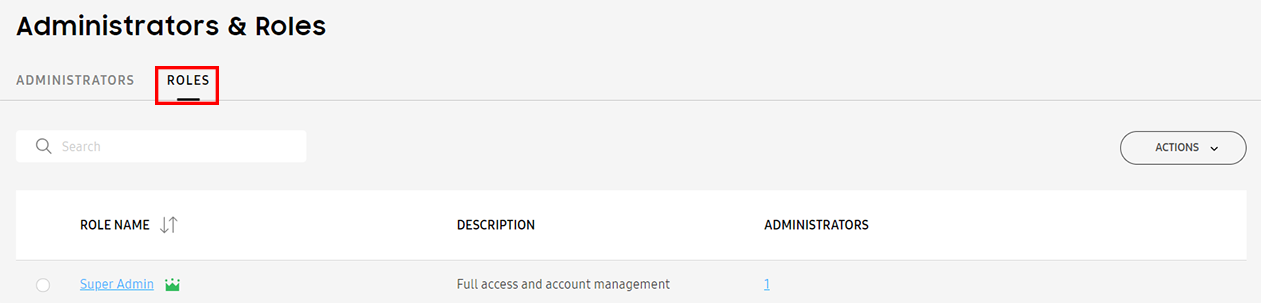 Administrators & Roles
ADMINISTRATORS ROLES
Search ACTIONS
ROLE NAME DESCRIPTION ADMINISTRATORS
Super Admin Full access and account management 1